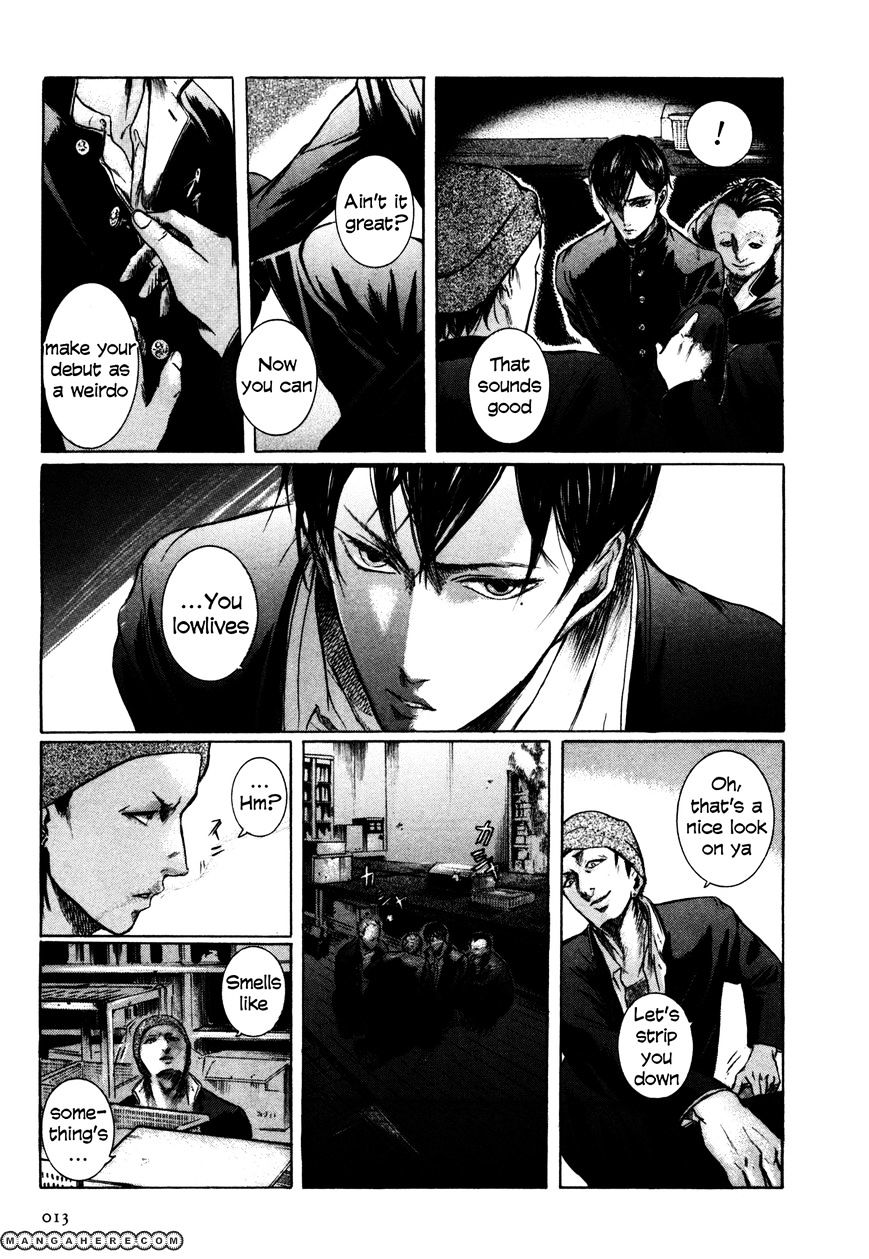 !
That
sounds
good
Ain't it
great?
Now
you can
make your
debut as
a weirdo
...You
lowlives
Oh,
that's a
nice look
on ya
Let's
strip
you
down
...
Hm?
Smells
like
some-
thing's
...
013
MANGAHERE.COM